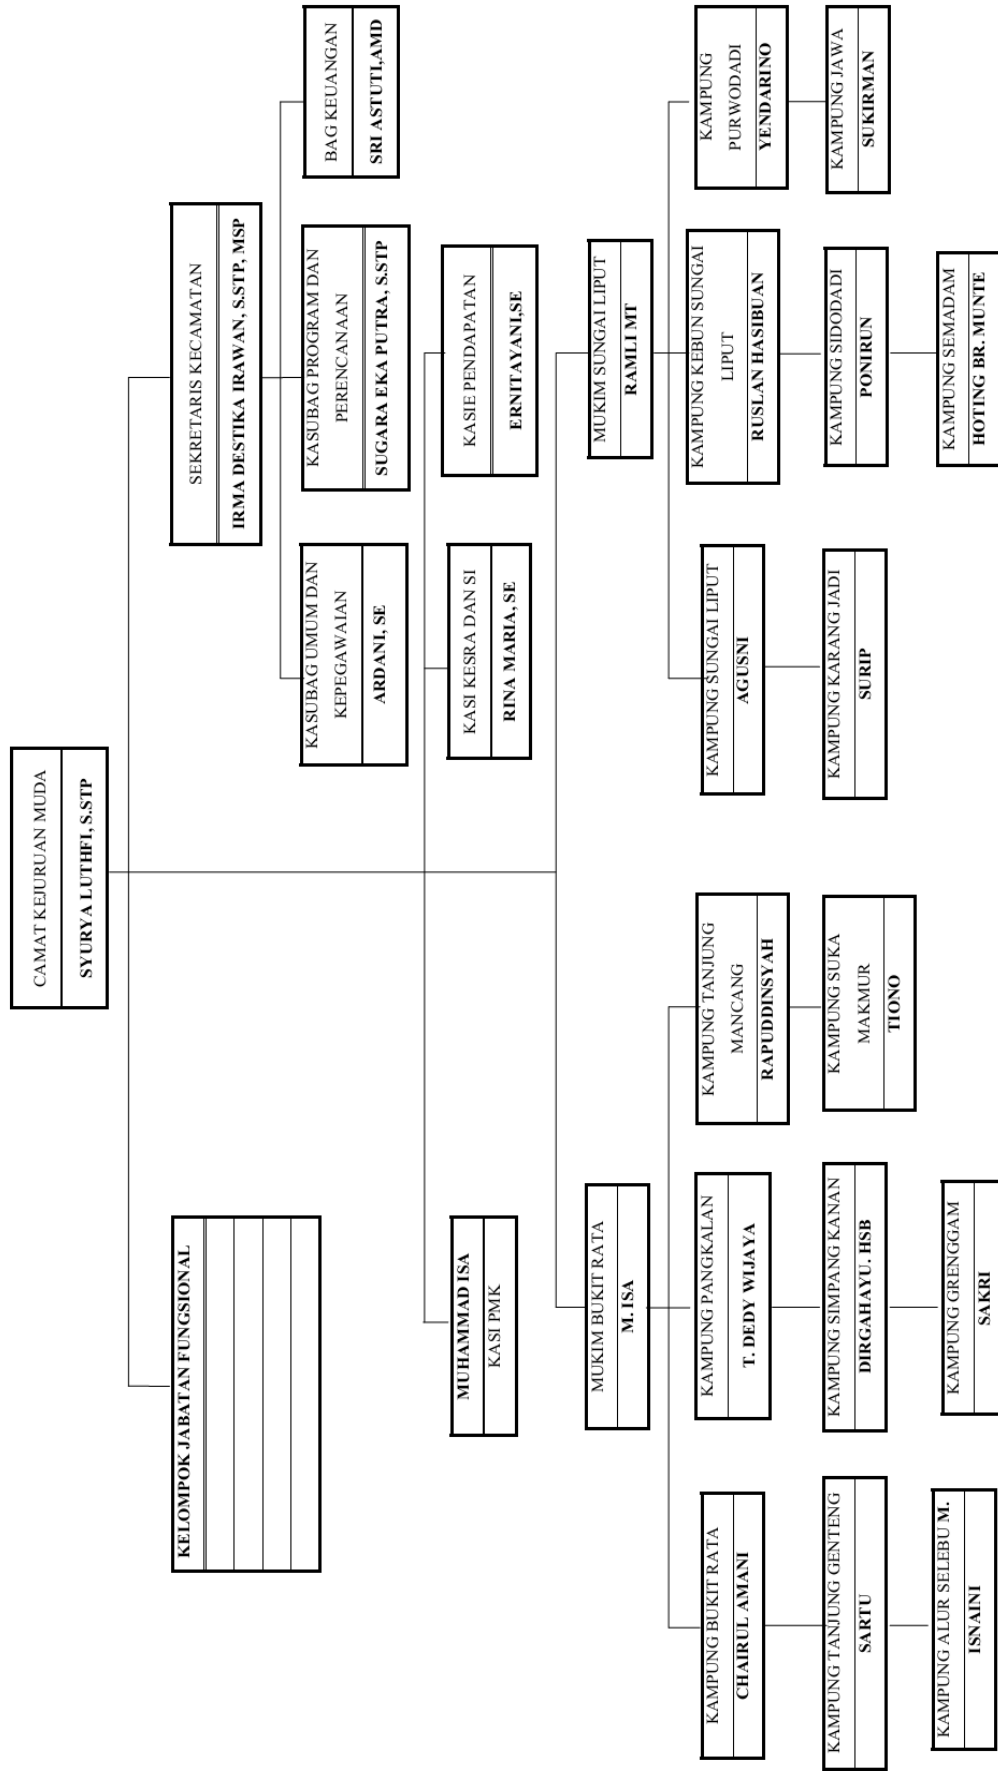 CAMAT KEJURUAN MUDA
SYURYA LUTHFI, S.STP
KELOMPOK JABATAN FUNGSIONAL
SEKRETARIS KECAMATAN
IRMA DESTIKA IRAWAN, S.STP, MSP
KASUBAG UMUM DAN
KEPEGAWAIAN
ARDANI, SE
KASUBAG PROGRAM DAN
PERENCANAAN
SUGARA EKA PUTRA, S.STP
BAG KEUANGAN
SRI ASTUTI,AMD
MUHAMMAD ISA
KASI PMK
KASI KESRA DAN SI
RINA MARIA, SE
KASIE PENDAPATAN
ERNITAYANI,SE
MUKIM BUKIT RATA
M. ISA
MUKIM SUNGAI LIPUT
RAMLI MT
KAMPUNG BUKIT RATA
CHAIRUL AMANI
KAMPUNG PANGKALAN
T. DEDY WIJAYA
KAMPUNG TANJUNG
MANCANG
RAPUDDINSYAH
KAMPUNG SUNGAI LIPUT
AGUSNI
KAMPUNG KEBUN SUNGAI
LIPUT
RUSLAN HASIBUAN
KAMPUNG
PURWODADI
YENDARINO
KAMPUNG TANJUNG GENTENG
SARTU
KAMPUNG SIMPANG KANAN
DIRGAHAYU. HSB
KAMPUNG SUKA
MAKMUR
TIONO
KAMPUNG KARANG JADI
SURIP
KAMPUNG SIDODADI
PONIRUN
KAMPUNG JAWA
SUKIRMAN
KAMPUNG ALUR SELEBU M.
ISNAINI
KAMPUNG GRENGGAM
SAKRI
KAMPUNG SEMADAM
HOTING BR. MUNTE